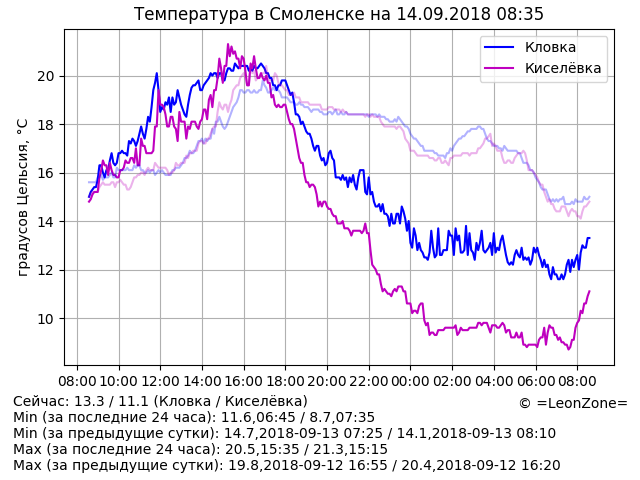 Температура в Смоленске на 14.09.2018 08:35
Кловка
Киселёвка
градусов Цельсия, °C
20
18
16
14
12
10
08:00 10:00 12:00 14:00 16:00 18:00 20:00 22:00 00:00 02:00 04:00 06:00 08:00
Сейчас: 13.3 / 11.1 (Кловка / Киселёвка)
© =LeonZone=
Min (за последние 24 часа): 11.6,06:45 / 8.7,07:35
Min (за предыдущие сутки): 14.7,2018-09-13 07:25 / 14.1,2018-09-13 08:10
Max (за последние 24 часа): 20.5,15:35 / 21.3,15:15
Max (за предыдущие сутки): 19.8,2018-09-12 16:55 / 20.4,2018-09-12 16:20